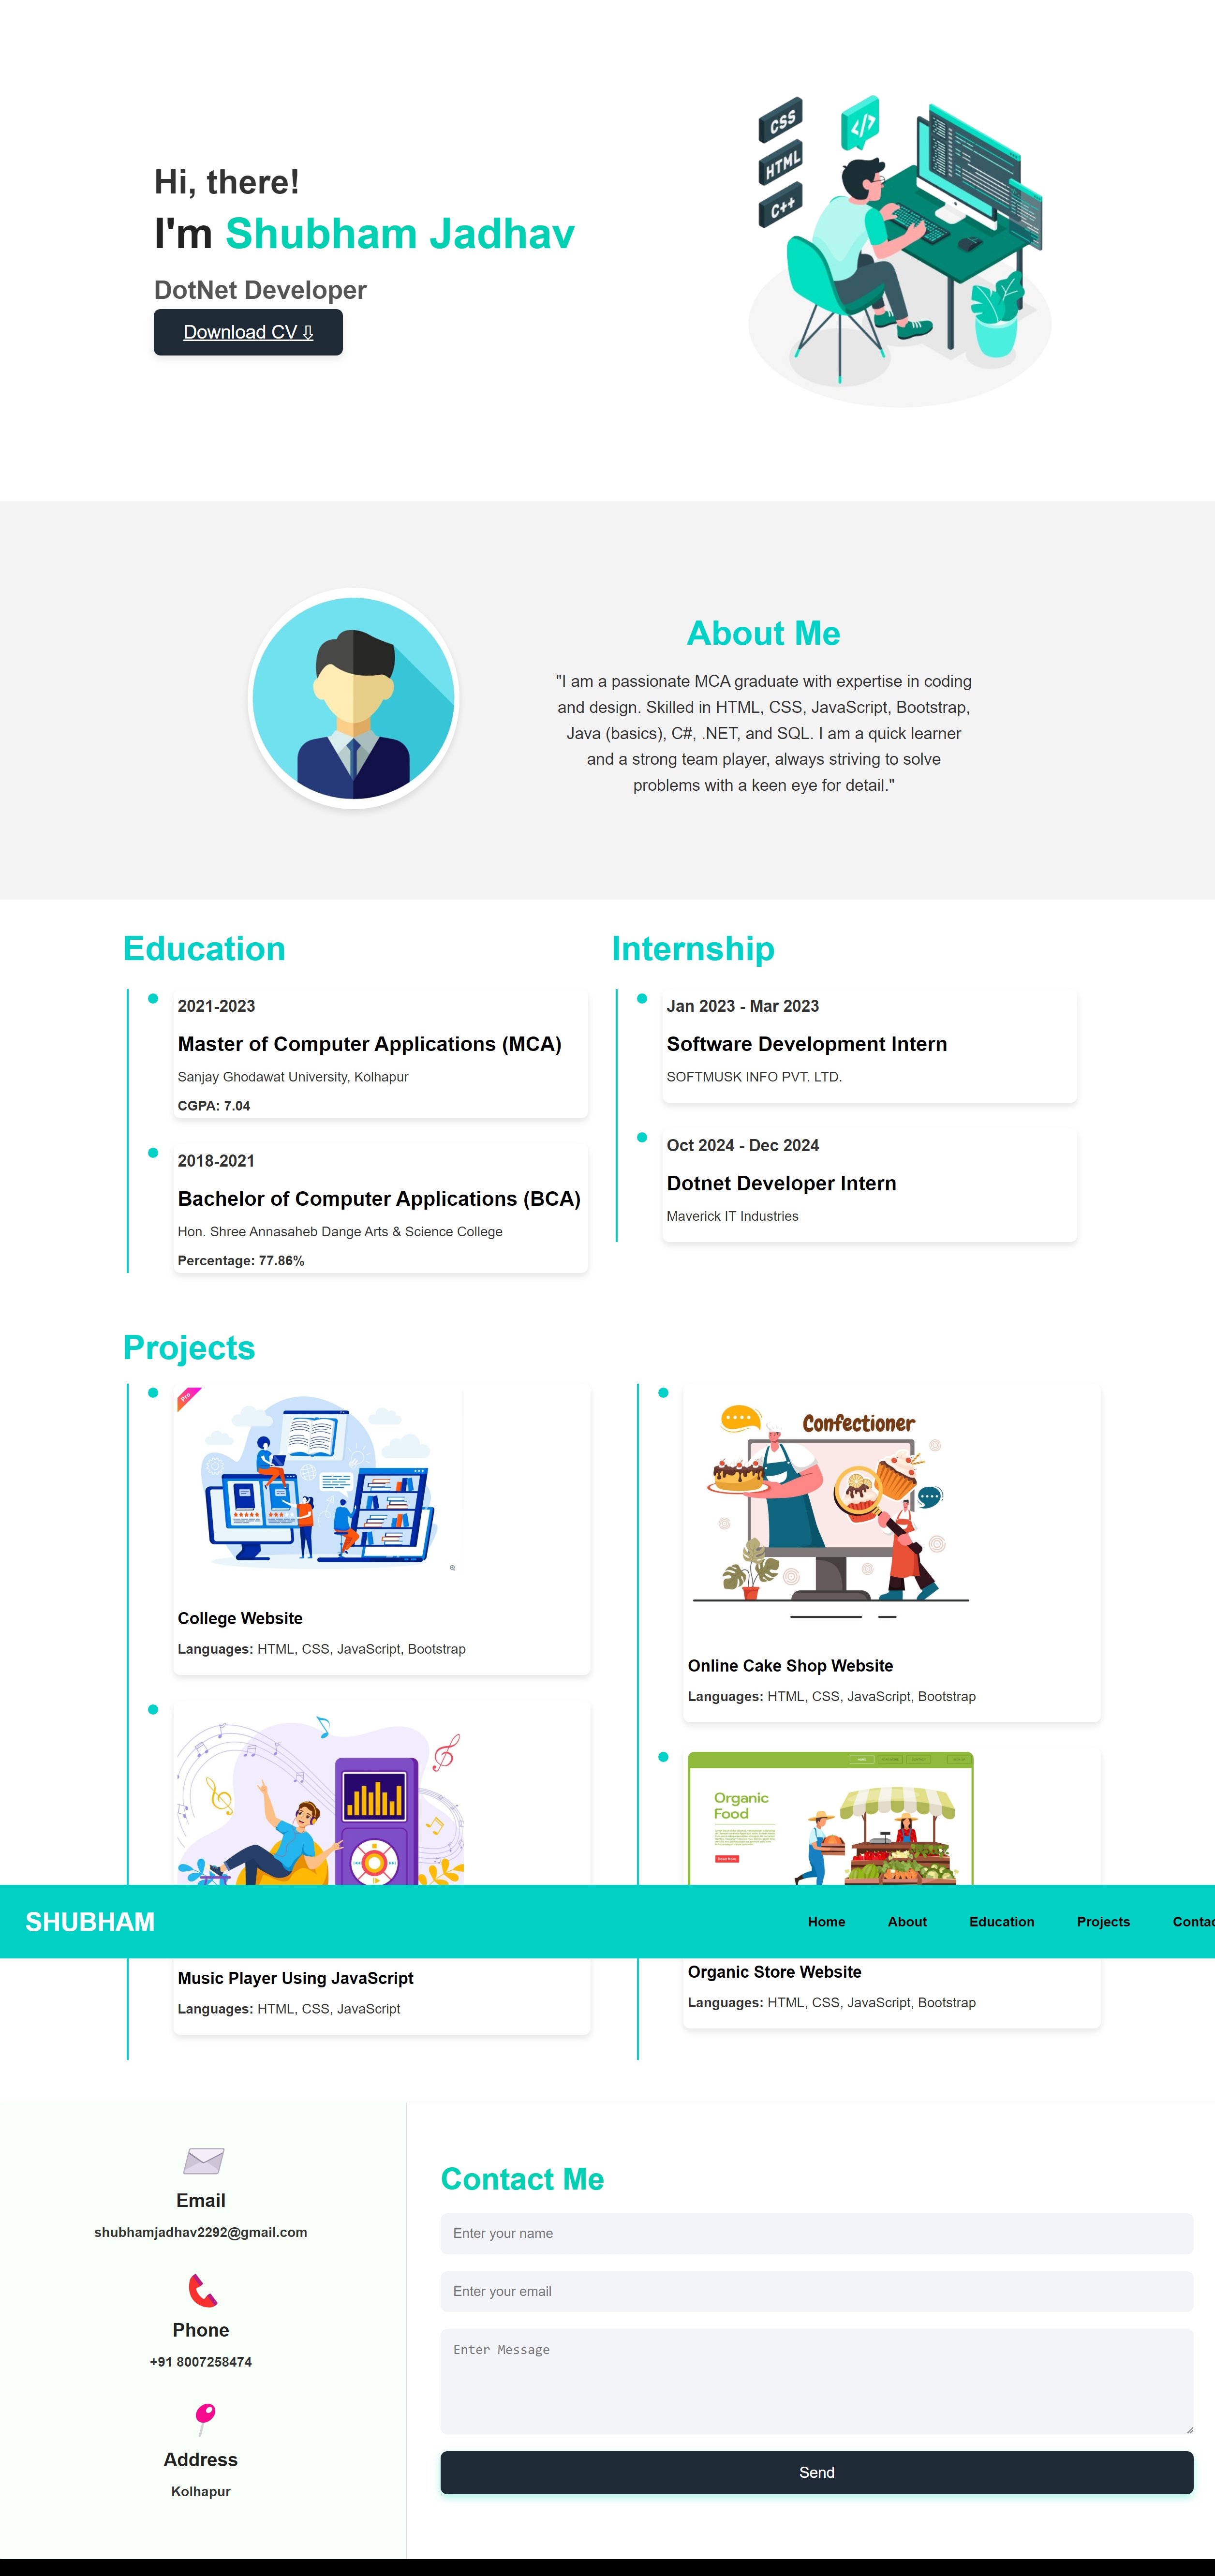 CSS
</>
HTML
C++
Hi, there!
I'm Shubham Jadhav
DotNet Developer
Download CV ⇩
About Me
"I am a passionate MCA graduate with expertise in coding
and design. Skilled in HTML, CSS, JavaScript, Bootstrap,
Java (basics), C#, .NET, and SQL. I am a quick learner
and a strong team player, always striving to solve
problems with a keen eye for detail."
Education
2021-2023
Master of Computer Applications (MCA)
Sanjay Ghodawat University, Kolhapur
CGPA: 7.04
2018-2021
Bachelor of Computer Applications (BCA)
Hon. Shree Annasaheb Dange Arts & Science College
Percentage: 77.86%
Internship
Jan 2023 - Mar 2023
Software Development Intern
SOFTMUSK INFO PVT. LTD.
Oct 2024 - Dec 2024
Dotnet Developer Intern
Maverick IT Industries
Projects
Pro
College Website
Languages: HTML, CSS, JavaScript, Bootstrap
Confectioner
Online Cake Shop Website
Languages: HTML, CSS, JavaScript, Bootstrap
Organic
Food
Read More
SHUBHAM
Home About Education Projects Contac
Music Player Using JavaScript
Languages: HTML, CSS, JavaScript
Organic Store Website
Languages: HTML, CSS, JavaScript, Bootstrap
Email
shubhamjadhav2292@gmail.com
Phone
+91 8007258474
Address
Kolhapur
Contact Me
Enter your name
Enter your email
Enter Message
Send